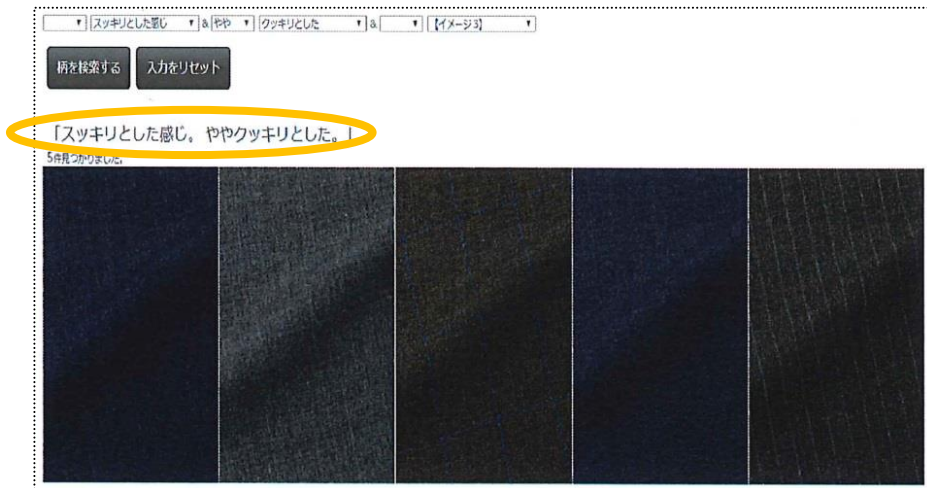 スッキリとした感じ & やや クッキリとした & 【イメージ3】
柄を検索する 入力をリセット
「スッキリとした感じ。ややクッキリとした。」
5件見つかりました。